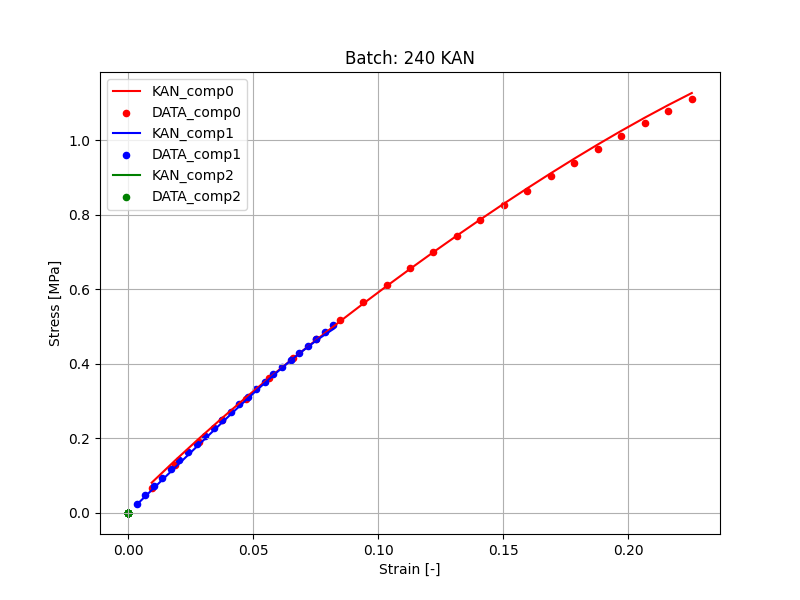 Batch: 240 KAN
KAN_comp0
DATA_comp0
KAN_comp1
DATA_comp1
KAN_comp2
DATA_comp2
Stress [MPa]
1.0
0.8
0.6
0.4
0.2
0.0
0.00 0.05 0.10 0.15 0.20
Strain [-]